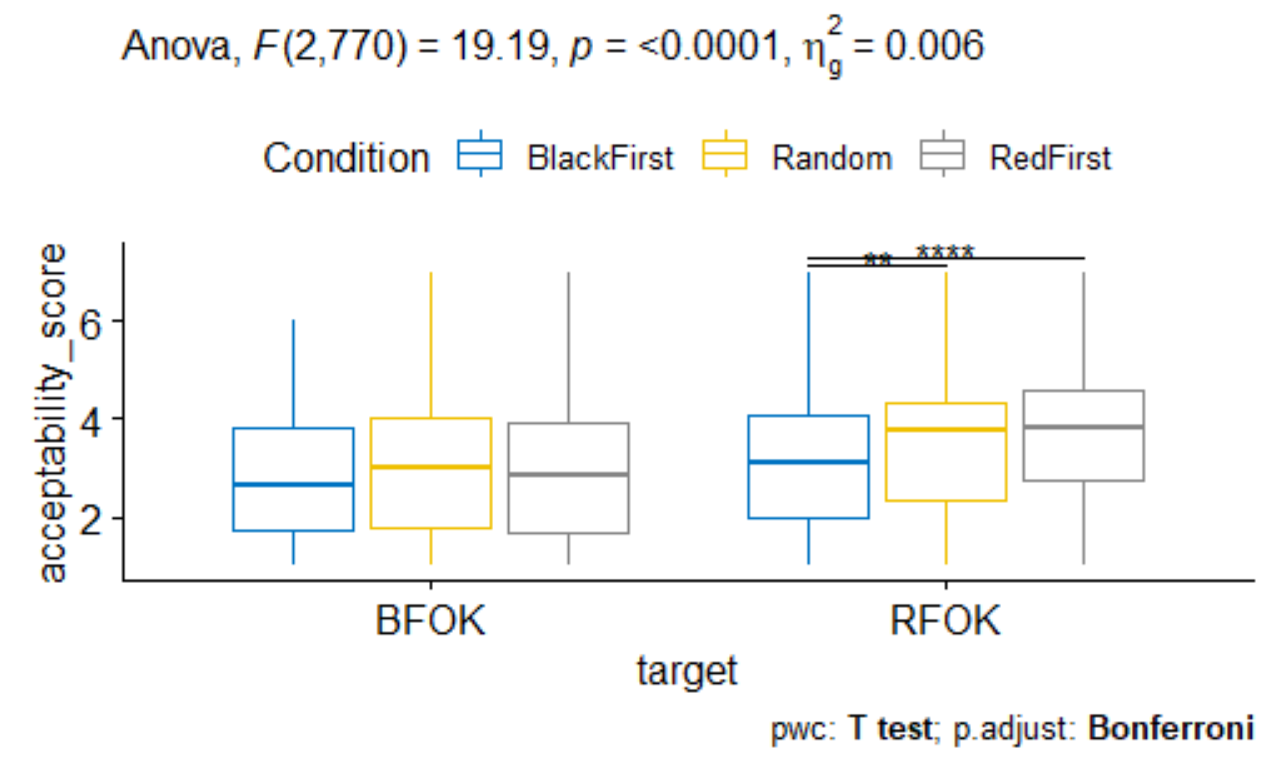 Anova, F(2,770) = 19.19, p = <0.0001, η²g = 0.006
Condition BlackFirst Random RedFirst
** ****
acceptability_score
6
4
2
BFOK RFOK
target
pwc: T test; p.adjust: Bonferroni